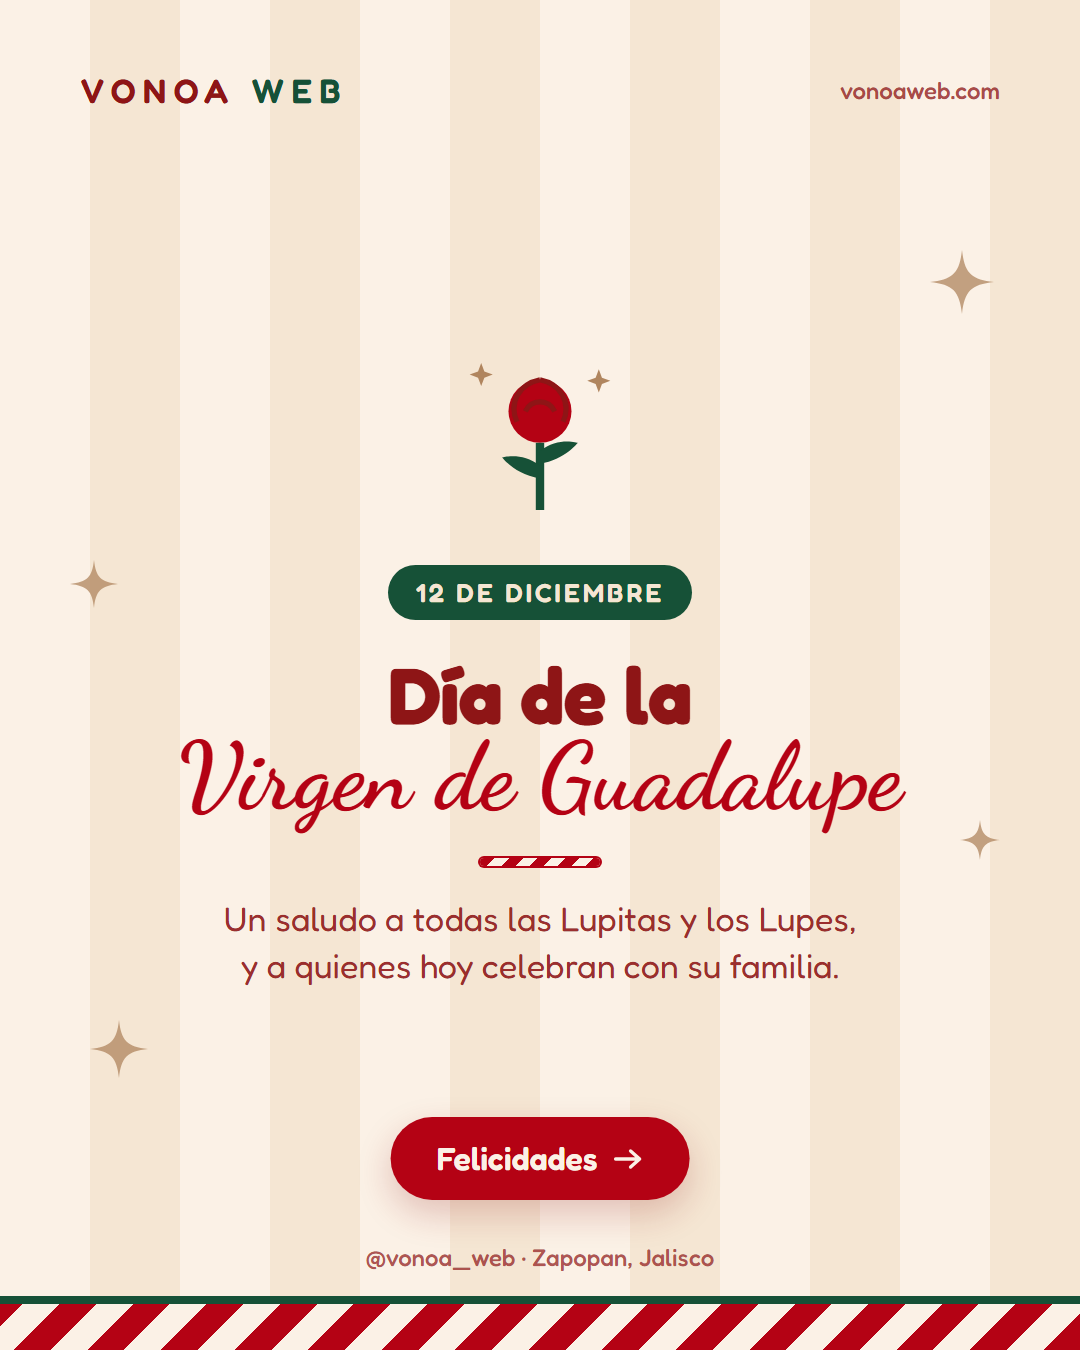 VONOA WEB
vonoaweb.com
12 DE DICIEMBRE
Día de la
Virgen de Guadalupe
Un saludo a todas las Lupitas y los Lupes,
y a quienes hoy celebran con su familia.
Felicidades →
@vonoa__web · Zapopan, Jalisco